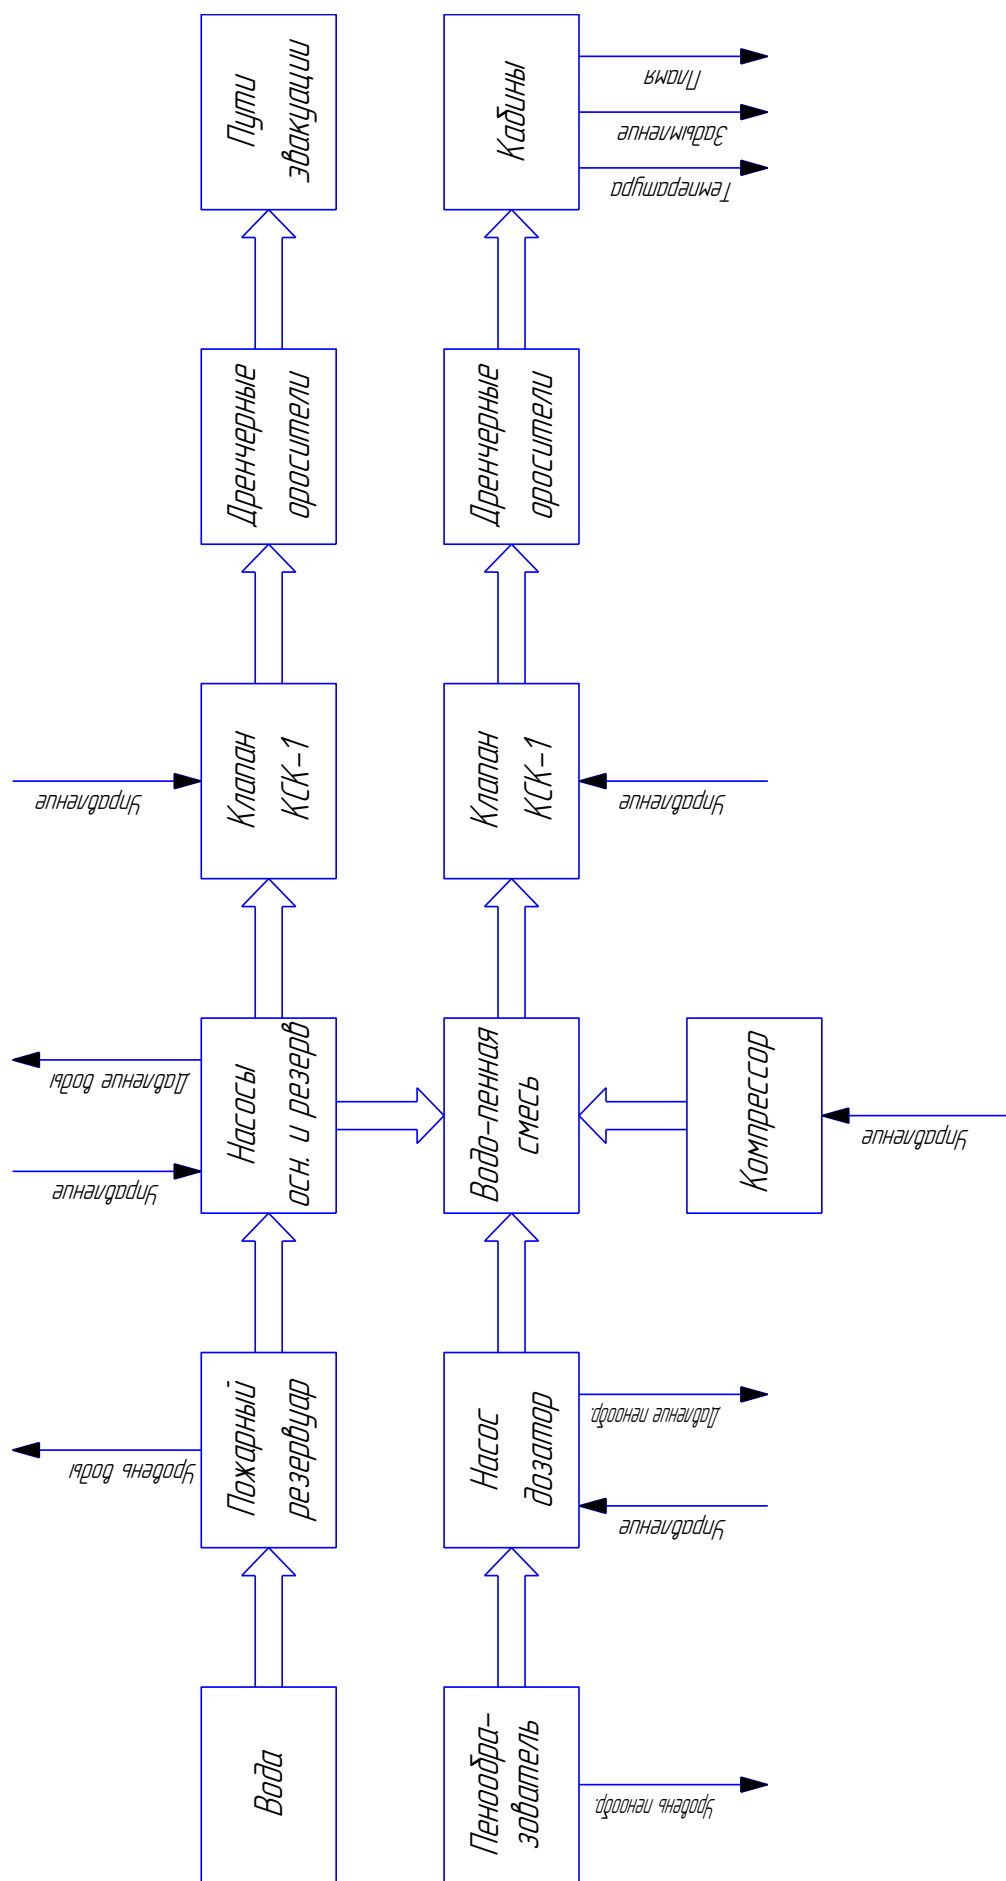 Вода
Пожарный
резервуар
Уровень воды
Насосы
осн. и резерв
Управление
Давление воды
Клапан
КСК-1
Управление
Дренчерные
оросители
Пути
эвакуации
Пенообра-
зователь
Уровень пенообр.
Насос
дозатор
Управление
Давление пенообр.
Водо-пенная
смесь
Клапан
КСК-1
Управление
Дренчерные
оросители
Кабины
Температура
Задымление
Пламя
Компрессор
Управление